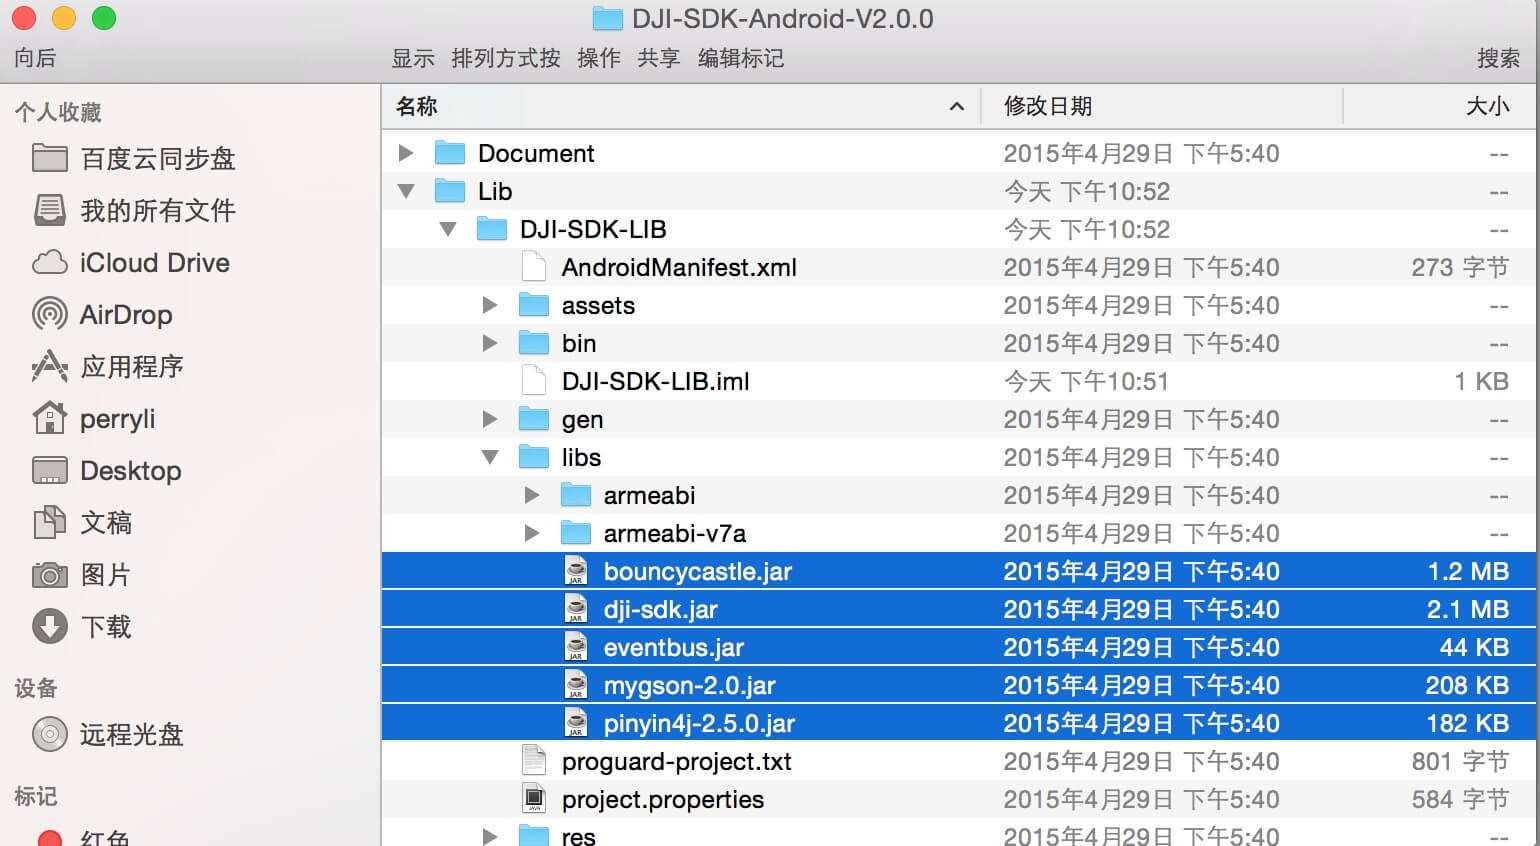 DJI-SDK-Android-V2.0.0
向后 显示 排列方式按 操作 共享 编辑标记 搜索
个人收藏
百度云同步盘
我的所有文件
iCloud Drive
AirDrop
应用程序
perryli
Desktop
文稿
图片
下载
设备
远程光盘
标记
红色
名称 修改日期 大小
Document 2015年4月29日 下午5:40 --
Lib 今天 下午10:52 --
DJI-SDK-LIB 今天 下午10:52 --
AndroidManifest.xml 2015年4月29日 下午5:40 273 字节
assets 2015年4月29日 下午5:40 --
bin 2015年4月29日 下午5:40 --
DJI-SDK-LIB.iml 今天 下午10:51 1 KB
gen 2015年4月29日 下午5:40 --
libs 2015年4月29日 下午5:40 --
armeabi 2015年4月29日 下午5:40 --
armeabi-v7a 2015年4月29日 下午5:40 --
JAR bouncycastle.jar 2015年4月29日 下午5:40 1.2 MB
JAR dji-sdk.jar 2015年4月29日 下午5:40 2.1 MB
JAR eventbus.jar 2015年4月29日 下午5:40 44 KB
JAR mygson-2.0.jar 2015年4月29日 下午5:40 208 KB
JAR pinyin4j-2.5.0.jar 2015年4月29日 下午5:40 182 KB
proguard-project.txt 2015年4月29日 下午5:40 801 字节
JAVA project.properties 2015年4月29日 下午5:40 584 字节
res 2015年4月29日 下午5:40 --